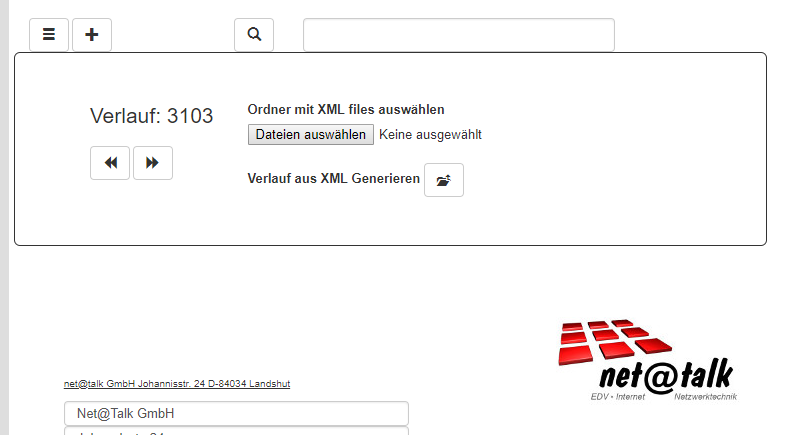 Verlauf: 3103
Ordner mit XML files auswählen
Dateien auswählen Keine ausgewählt
Verlauf aus XML Generieren
net@talk
EDV • Internet Netzwerktechnik
net@talk GmbH Johannisstr. 24 D-84034 Landshut
Net@Talk GmbH